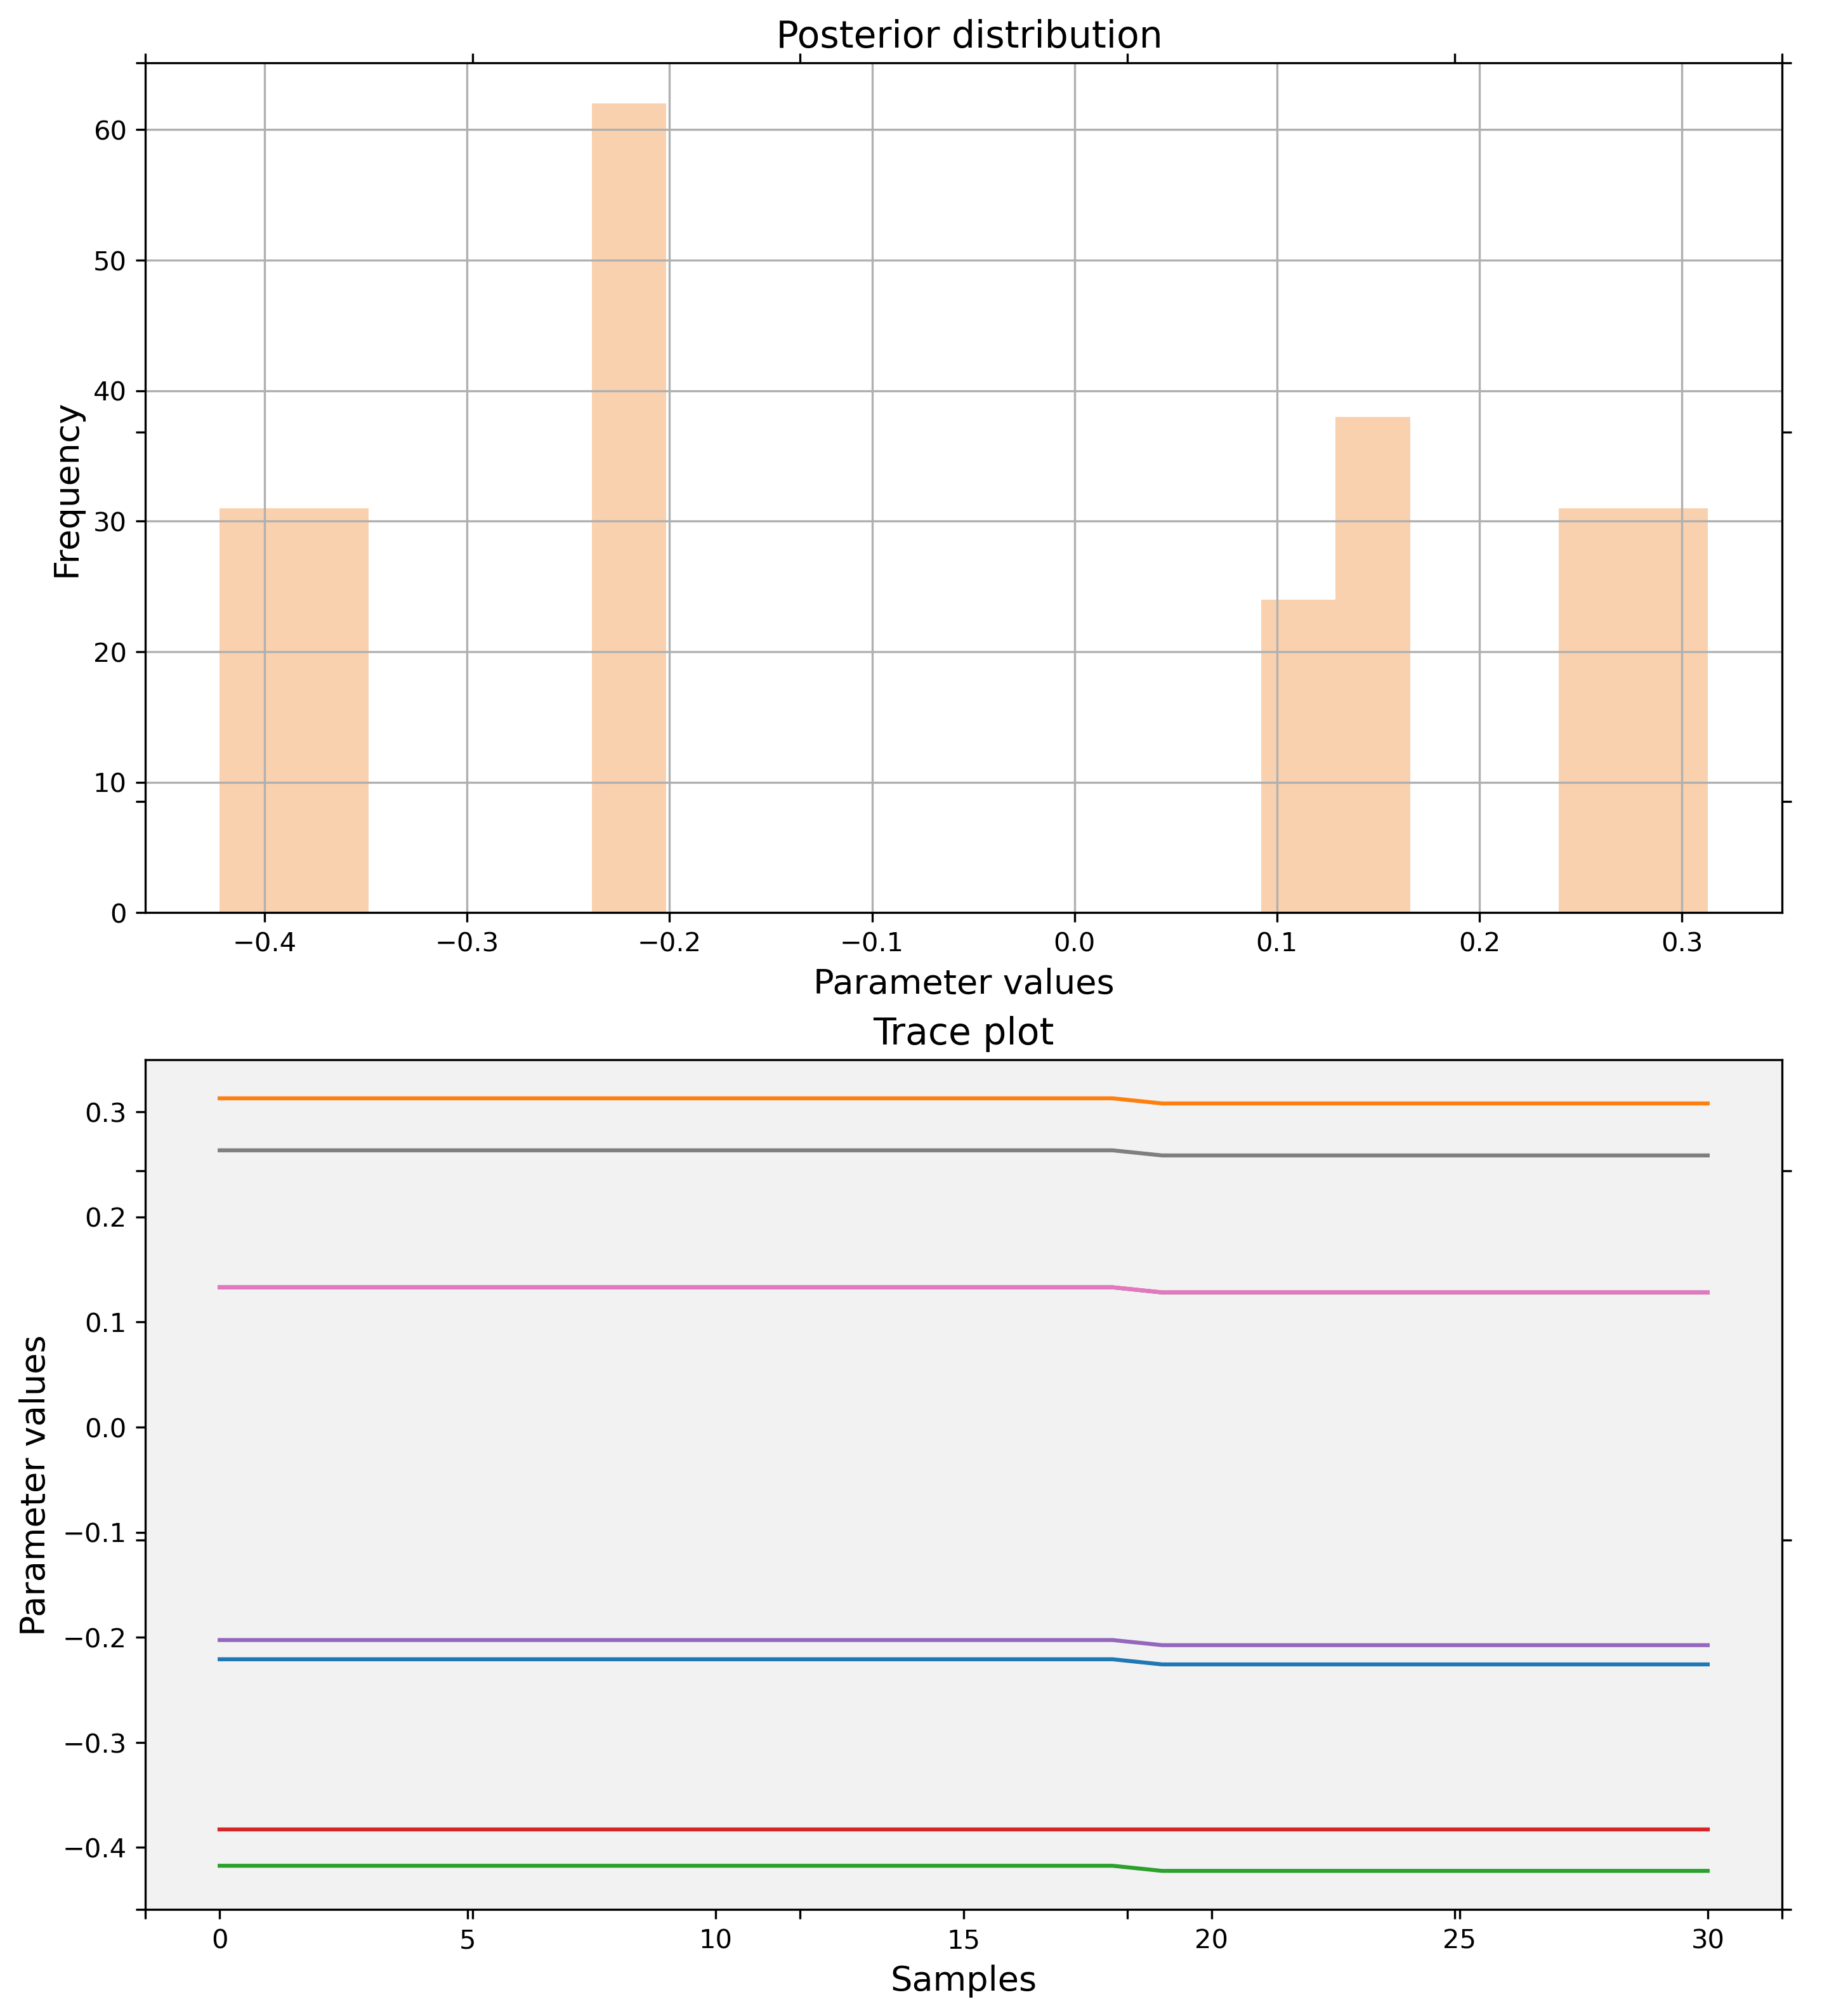 Posterior distribution
60
50
40
30
20
10
0
Frequency
−0.4 −0.3 −0.2 −0.1 0.0 0.1 0.2 0.3
Parameter values
Trace plot
0.3
0.2
0.1
0.0
−0.1
−0.2
−0.3
−0.4
Parameter values
0 5 10 15 20 25 30
Samples